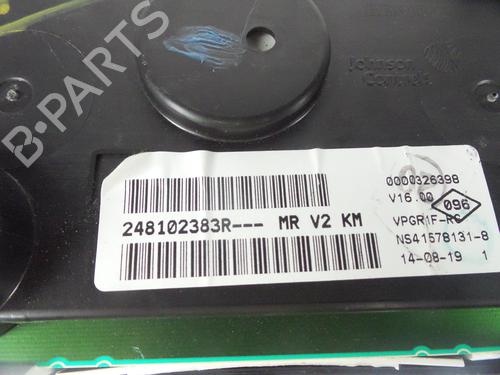 B-PARTS
Johnson
Controls
0000326398
V16.00
096
248102383R--- MR V2 KM
VPGR1F-RC
NS41578131-8
14-08-19 1